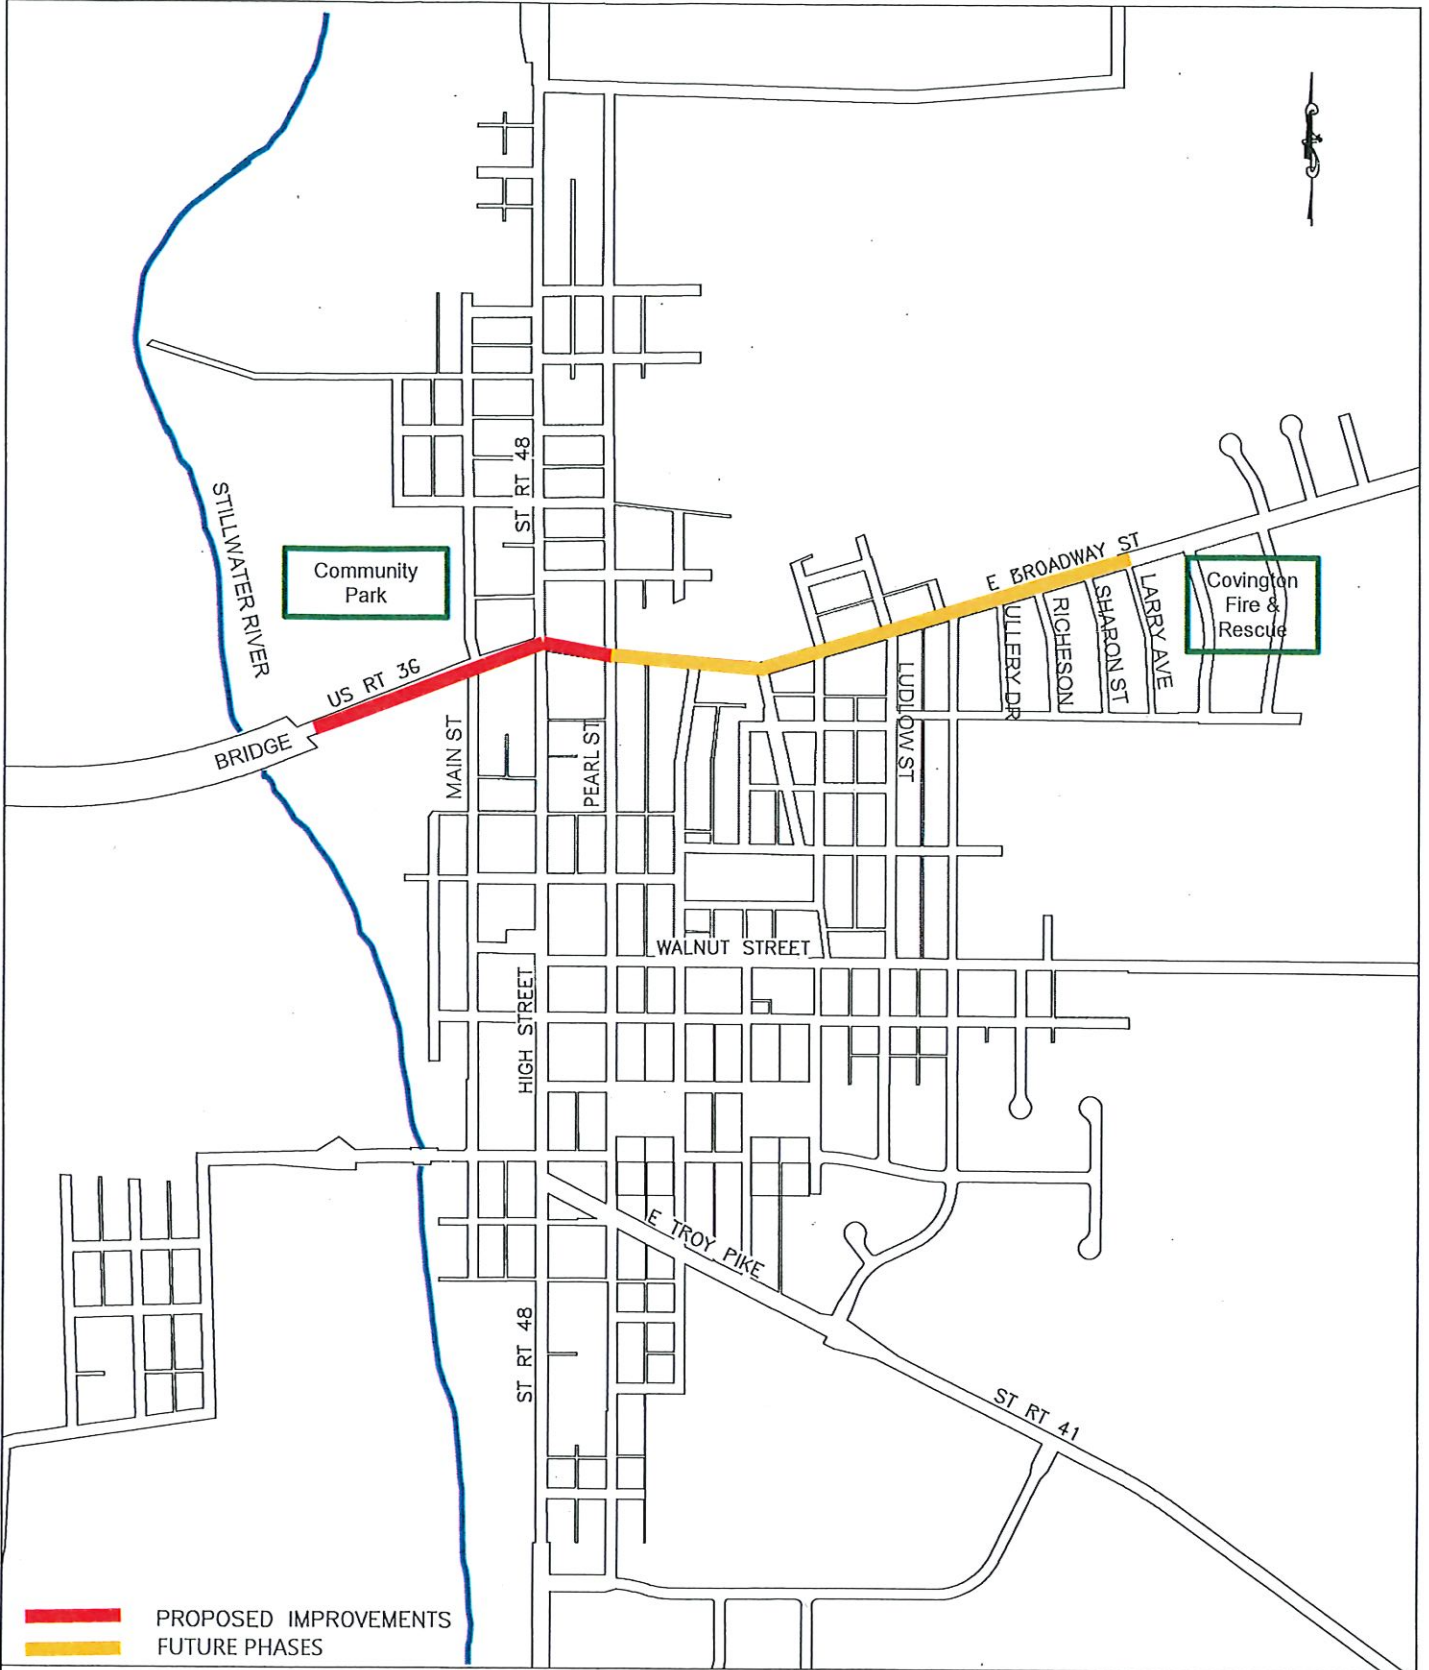 ST RT 48
STILLWATER RIVER
Community
Park
E BROADWAY ST
Covington
Fire &
Rescue
ULLERY DR
RICHESON
SHARON ST
LARRY AVE
US RT 36
BRIDGE
MAIN ST
PEARL ST
LUDLOW ST
WALNUT STREET
HIGH STREET
E TROY PIKE
ST RT 48
ST RT 41
PROPOSED IMPROVEMENTS
FUTURE PHASES